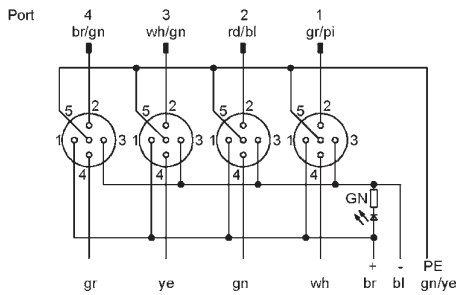 Port 4 3 2 1
br/gn wh/gn rd/bl gr/pi
5 2 5 2 5 2 5 2
1 3 1 3 1 3 1 3
4 4 4 4
GN
+ - PE
gr ye gn wh br bl gn/ye